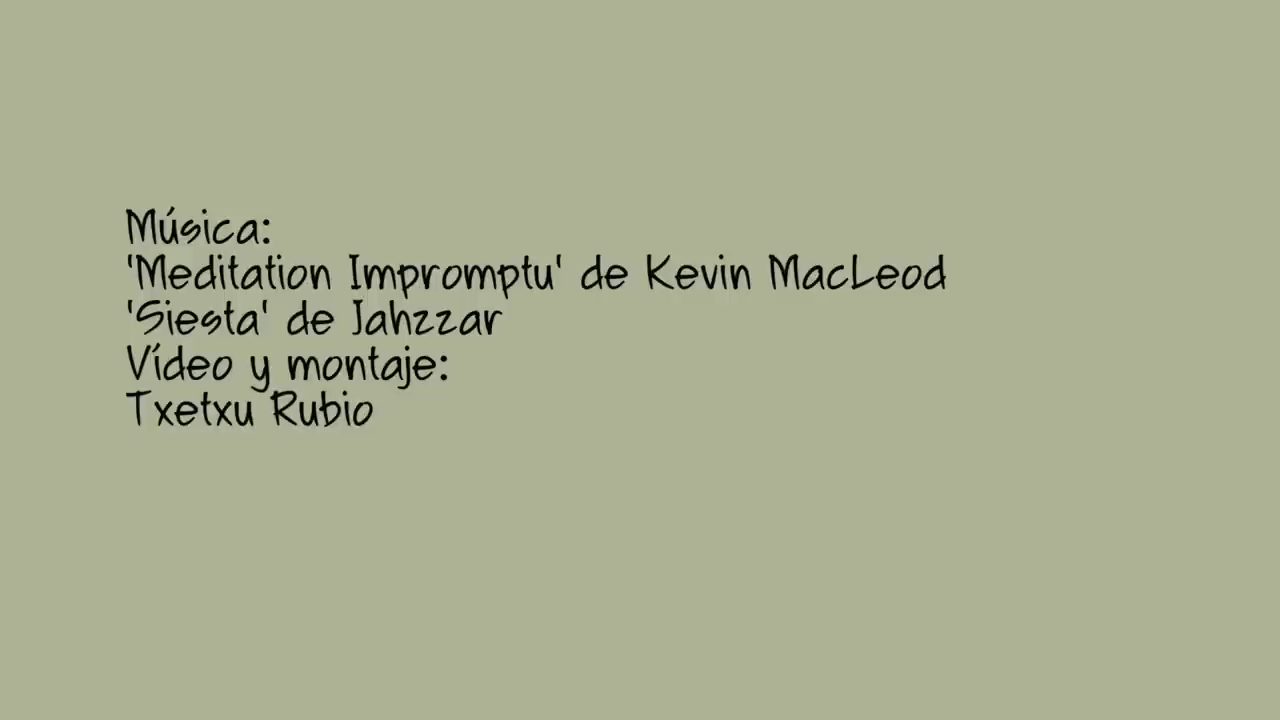 Música:
'Meditation Impromptu' de Kevin MacLeod
'Siesta' de Jahzzar
Vídeo y montaje:
Txetxu Rubio